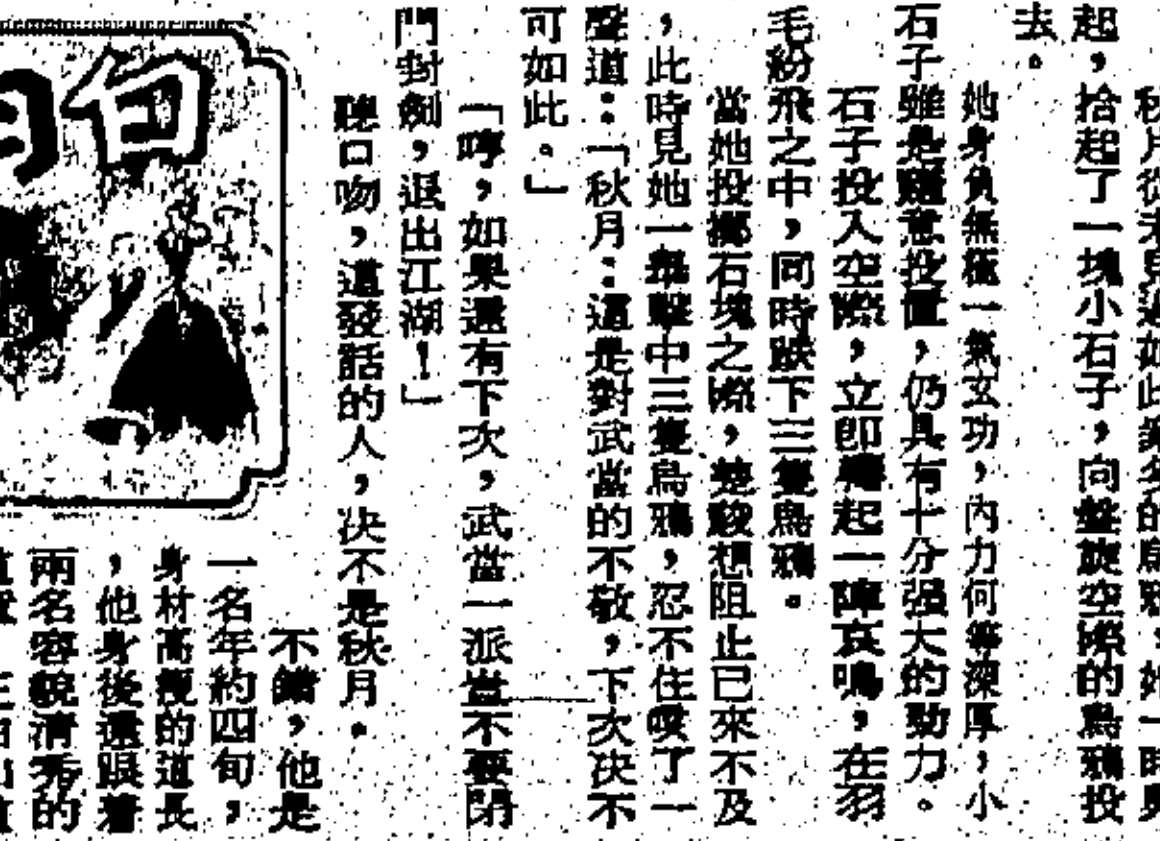 秋月從未見過如此鎮多的烏鴉,她一時興
起,拾起了一塊小石子,向盤旋空際的烏鴉投
去。
她身負無極一氣玄功,內力何等深厚,小
石子雖是隨意投置,仍具有十分强大的勁力。
石子投入空際,立卽響起一陣哀鳴,在羽
毛紛飛之中,同時跌下三隻烏鴉。
當她投擲石塊之際,楚駿想阻止已來不及
,此時見她一舉擊中三隻烏鴉,忍不住嘆了一
聲道:「秋月:這是對武當的不敬,下次决不
可如此。」
「哼,如果還有下次,武當一派豈不要閉
門封劍,退出江湖!」
聽口吻,這發話的人,决不是秋月。
白
不錯,他是
一名年約四旬,
身材高瘦的道長
,他身後還跟着
兩名容貌清秀的